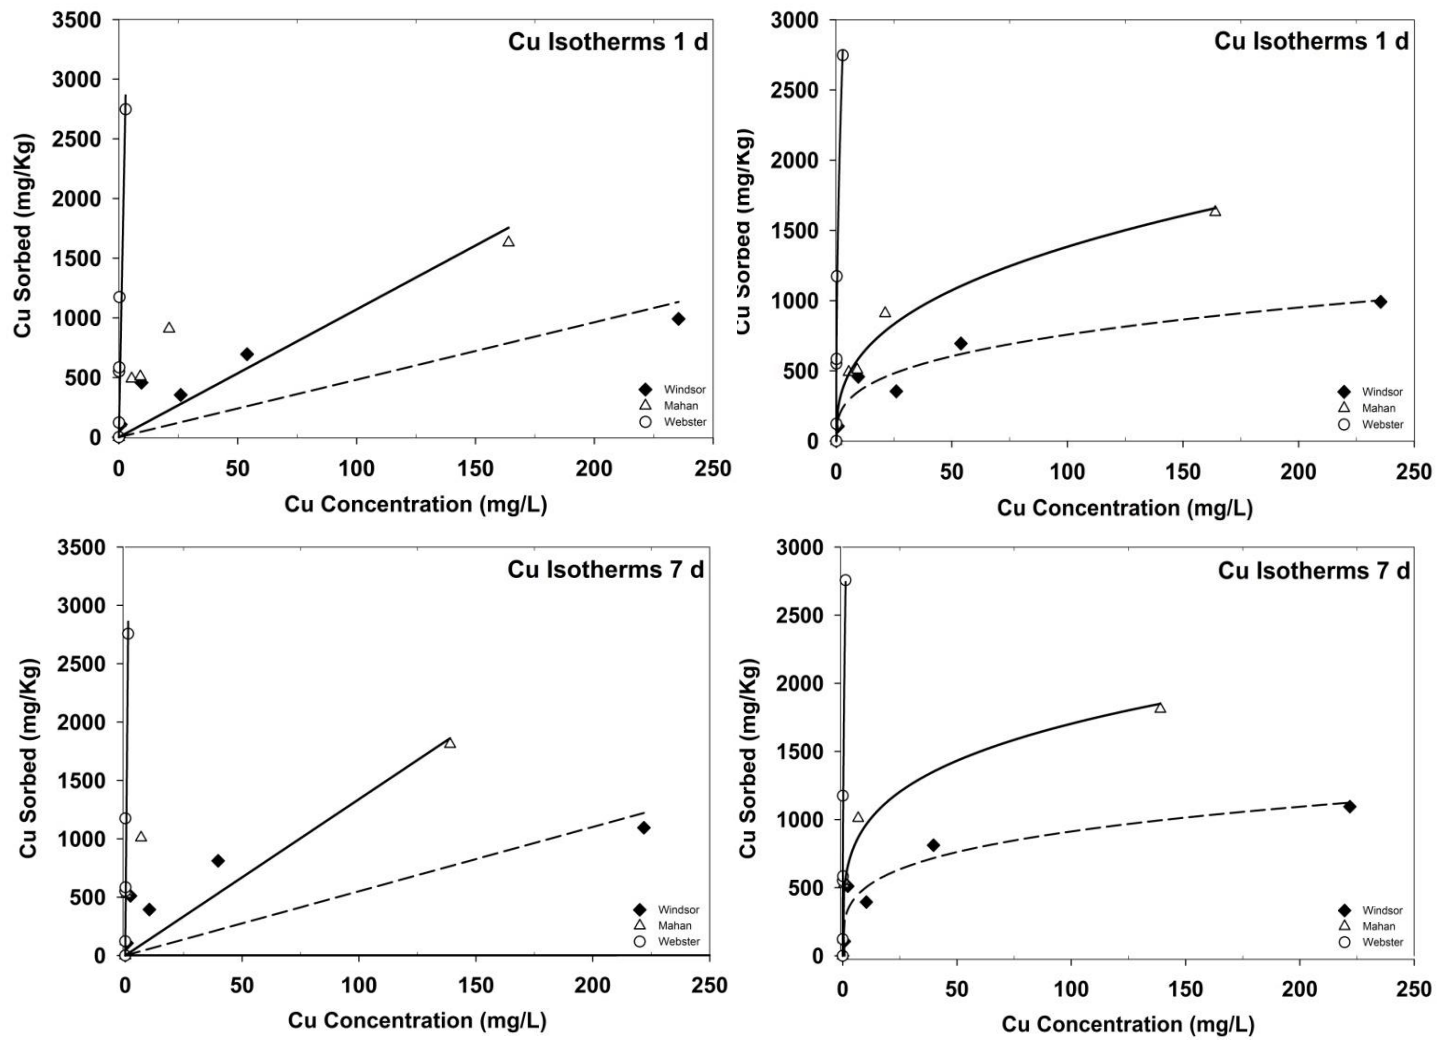 Cu Isotherms 1 d
Cu Sorbed (mg/Kg)
3500
3000
2500
2000
1500
1000
500
0
Windsor
Mahan
Webster
0 50 100 150 200 250
Cu Concentration (mg/L)
Cu Isotherms 1 d
Cu Sorbed (mg/Kg)
3000
2500
2000
1500
1000
500
0
Windsor
Mahan
Webster
0 50 100 150 200 250
Cu Concentration (mg/L)
Cu Isotherms 7 d
Cu Sorbed (mg/Kg)
3500
3000
2500
2000
1500
1000
500
0
Windsor
Mahan
Webster
0 50 100 150 200 250
Cu Concentration (mg/L)
Cu Isotherms 7 d
Cu Sorbed (mg/Kg)
3000
2500
2000
1500
1000
500
0
Windsor
Mahan
Webster
0 50 100 150 200 250
Cu Concentration (mg/L)